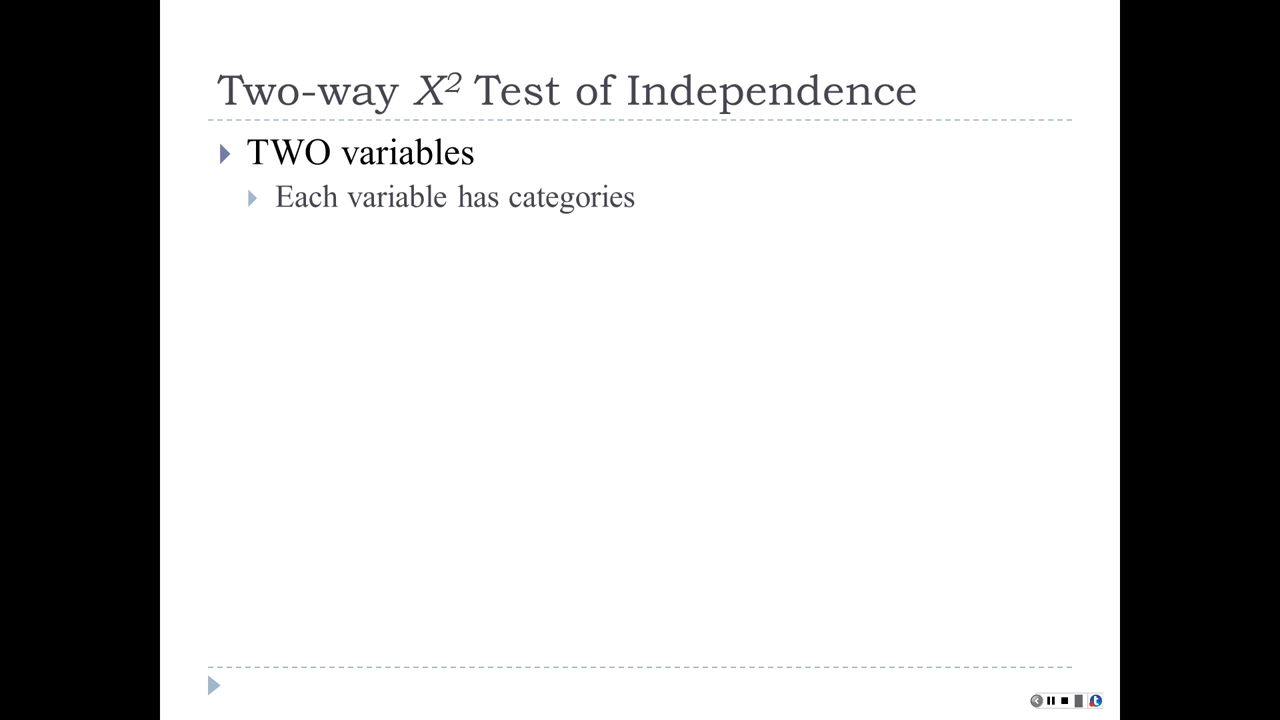 Two-way X² Test of Independence
TWO variables
Each variable has categories